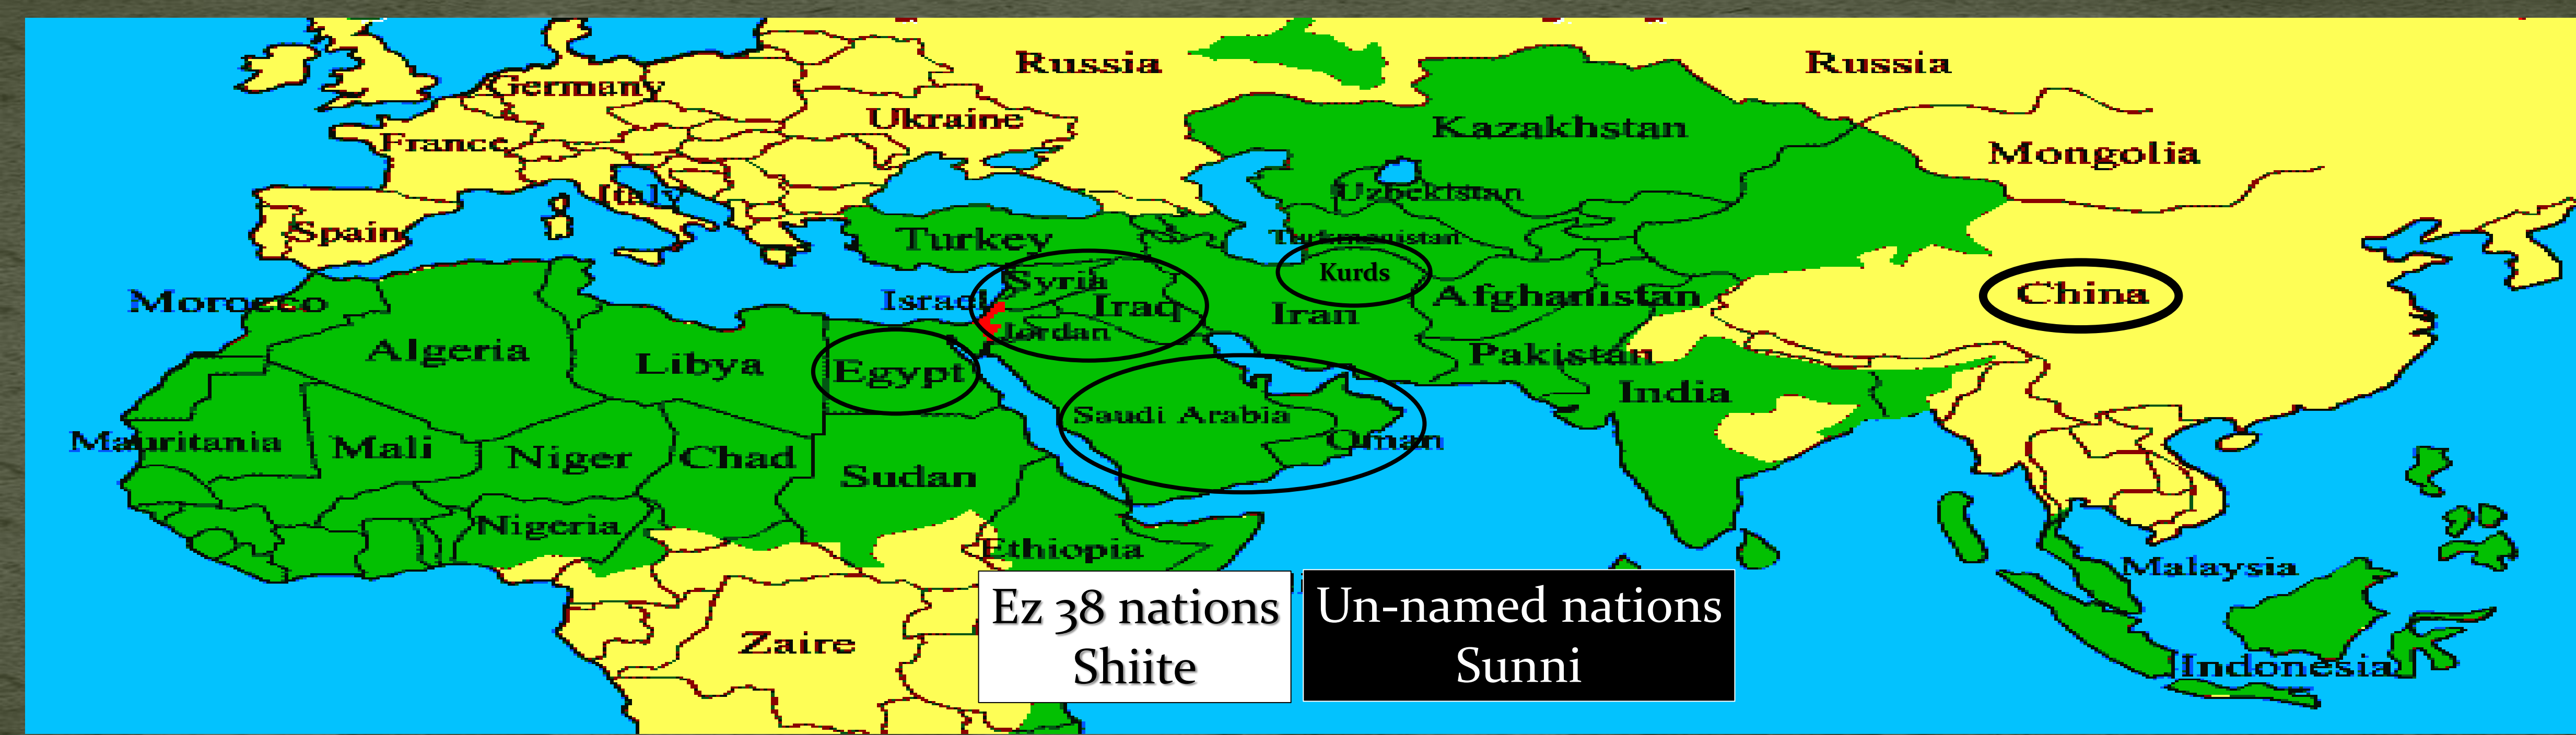 Russia
Russia
Germany
Ukraine
France
Kazakhstan
Mongolia
Italy
Uzbekistan
Spain
Turkey
Turkmenistan
Kurds
Syria
Morocco
Israel
Iraq
Iran
Afghanistan
China
Jordan
Algeria
Libya
Egypt
Pakistan
India
Saudi Arabia
Oman
Mauritania
Mali
Niger
Chad
Sudan
Nigeria
Ethiopia
Malaysia
Zaire
Indonesia
Ez 38 nations
Shiite
Un-named nations
Sunni